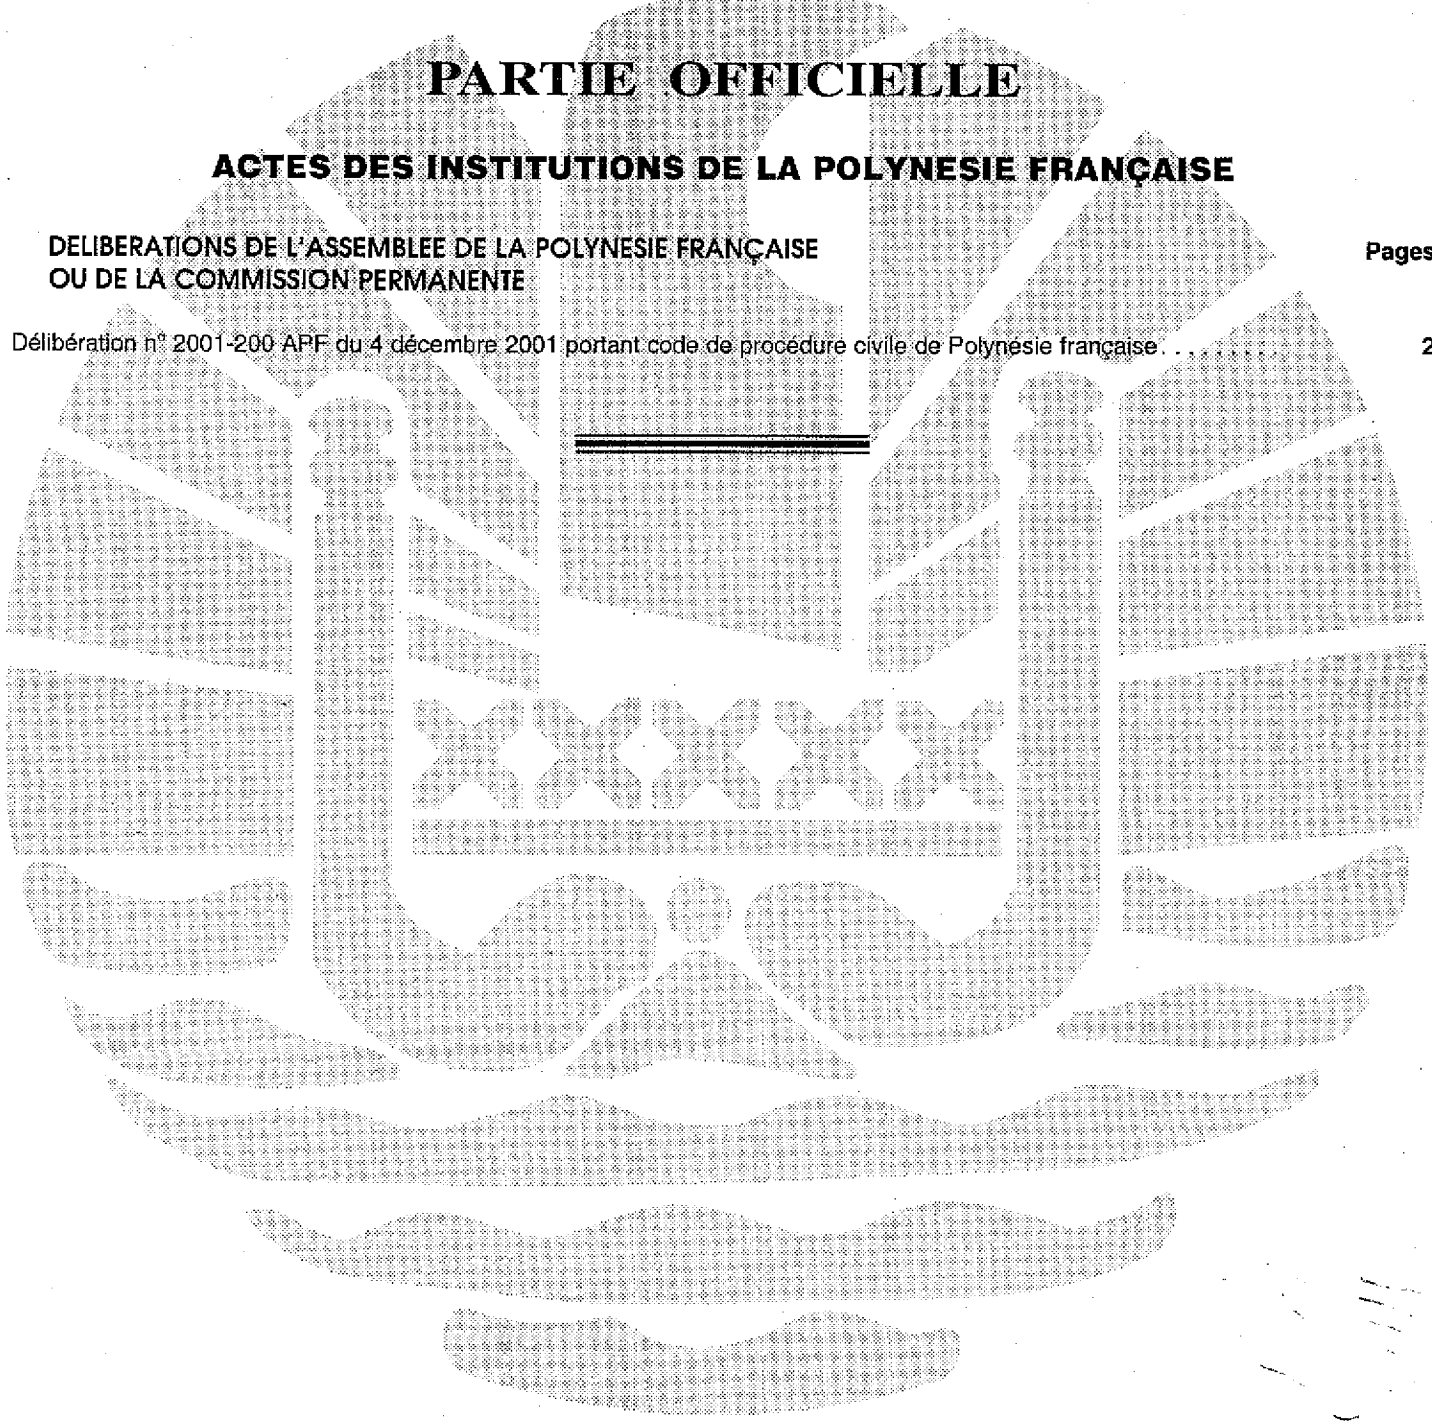 PARTIE OFFICIELLE
ACTES DES INSTITUTIONS DE LA POLYNESIE FRANÇAISE
DELIBERATIONS DE L'ASSEMBLEE DE LA POLYNESIE FRANÇAISE
OU DE LA COMMISSION PERMANENTE
Pages
Délibération n° 2001-200 APF du 4 décembre 2001 portant code de procédure civile de Polynésie française......... 2